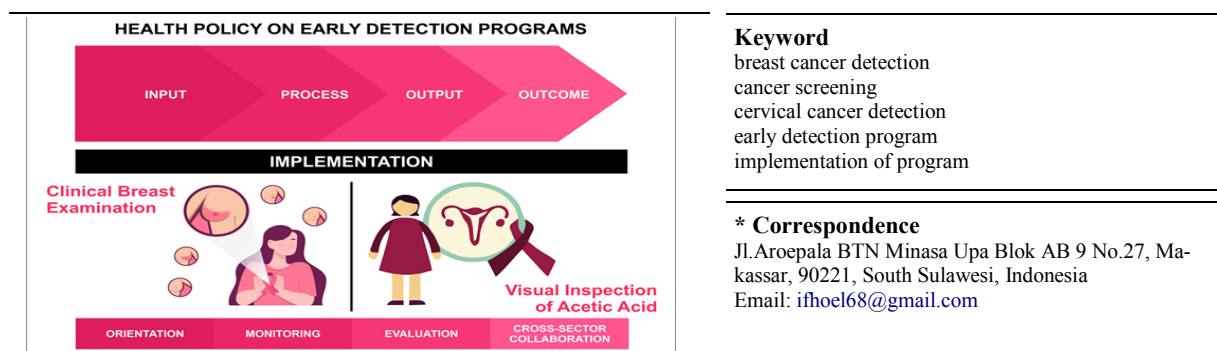 HEALTH POLICY ON EARLY DETECTION PROGRAMS
INPUT
PROCESS
OUTPUT
OUTCOME
IMPLEMENTATION
Clinical Breast
Examination
Visual Inspection
of Acetic Acid
ORIENTATION
MONITORING
EVALUATION
CROSS-SECTOR
COLLABORATION
Keyword
breast cancer detection
cancer screening
cervical cancer detection
early detection program
implementation of program
* Correspondence
Jl.Aroepala BTN Minasa Upa Blok AB 9 No.27, Ma-
kassar, 90221, South Sulawesi, Indonesia
Email: ifhoel68@gmail.com